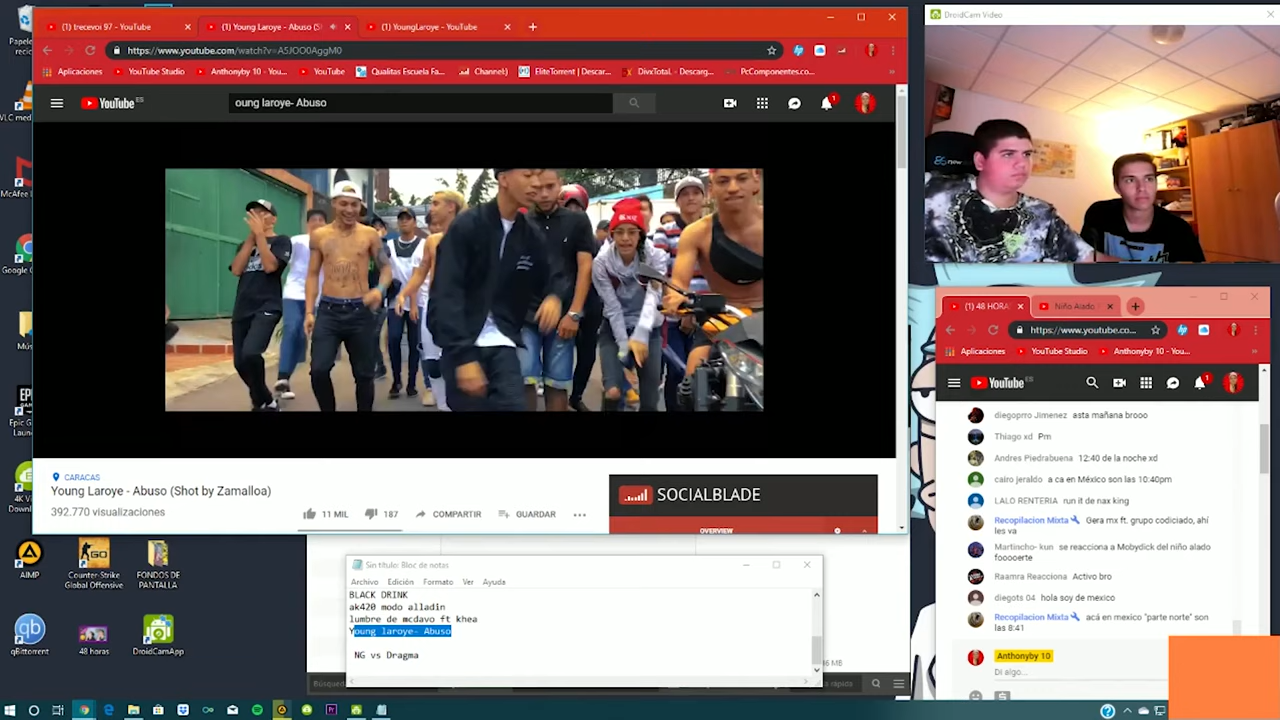 (1) trecevoi 97 - YouTube
(1) Young Laroye - Abuso (S
YoungLaroye - YouTube
DroidCam Video
https://www.youtube.com/watch?v=A5JOO0AggM0
Aplicaciones
YouTube Studio
Anthonyby 10 - You...
YouTube
Qualitas Escuela Fa...
Channel)
EliteTorrent | Descar...
DivxTotaL - Descarg...
PcComponentes.co...
YouTube ES
oung laroye- Abuso
1
CARACAS
Young Laroye - Abuso (Shot by Zamalloa)
392.770 visualizaciones
11 MIL
187
COMPARTIR
GUARDAR
SOCIALBLADE
OVERVIEW
Sin título: Bloc de notas
Archivo Edición Formato Ver Ayuda
BLACK DRINK
ak420 modo alladin
lumbre de mcdavo ft khea
Young laroye- Abuso
NG vs Dragma
(1) 48 HORA
Niño Alado
https://www.youtube.co...
Aplicaciones
YouTube Studio
Anthonyby 10 - You...
YouTube ES
1
diegoprro Jimenez asta mañana brooo
Thiago xd Pm
Andres Piedrabuena 12:40 de la noche xd
cairo jeraldo a ca en México son las 10:40pm
LALO RENTERIA run it de nax king
Recopilacion Mixta Gera mx ft. grupo codiciado, ahí
les va
Martincho- kun se reacciona a Mobydick del niño alado
foooerte
Raamra Reacciona Activo bro
diegots 04 hola soy de mexico
Recopilacion Mixta acá en mexico "parte norte" son
las 8:41
Anthonyby 10
Di algo...
AIMP
Counter-Strike
Global Offensive
FONDOS DE
PANTALLA
qBittorrent
48 horas
DroidCamApp